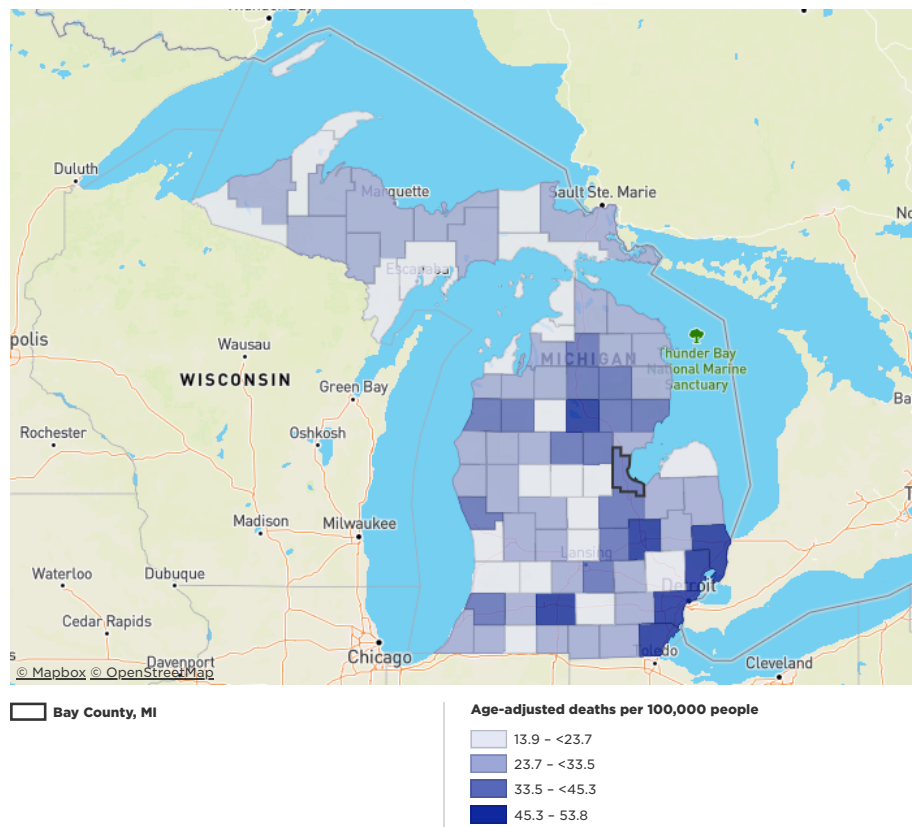 Duluth
Marquette
Sault Ste. Marie
No
Escanaba
polis
Wausau
WISCONSIN
MICHIGAN
Thunder Bay
National Marine
Sanctuary
Green Bay
Ba
Rochester
Oshkosh
T
Madison
Milwaukee
Lansing
Waterloo
Dubuque
Detroit
Cedar Rapids
Chicago
Toledo
Cleveland
s
Davenport
© Mapbox © OpenStreetMap
Bay County, MI
Age-adjusted deaths per 100,000 people
13.9 – <23.7
23.7 – <33.5
33.5 – <45.3
45.3 – 53.8